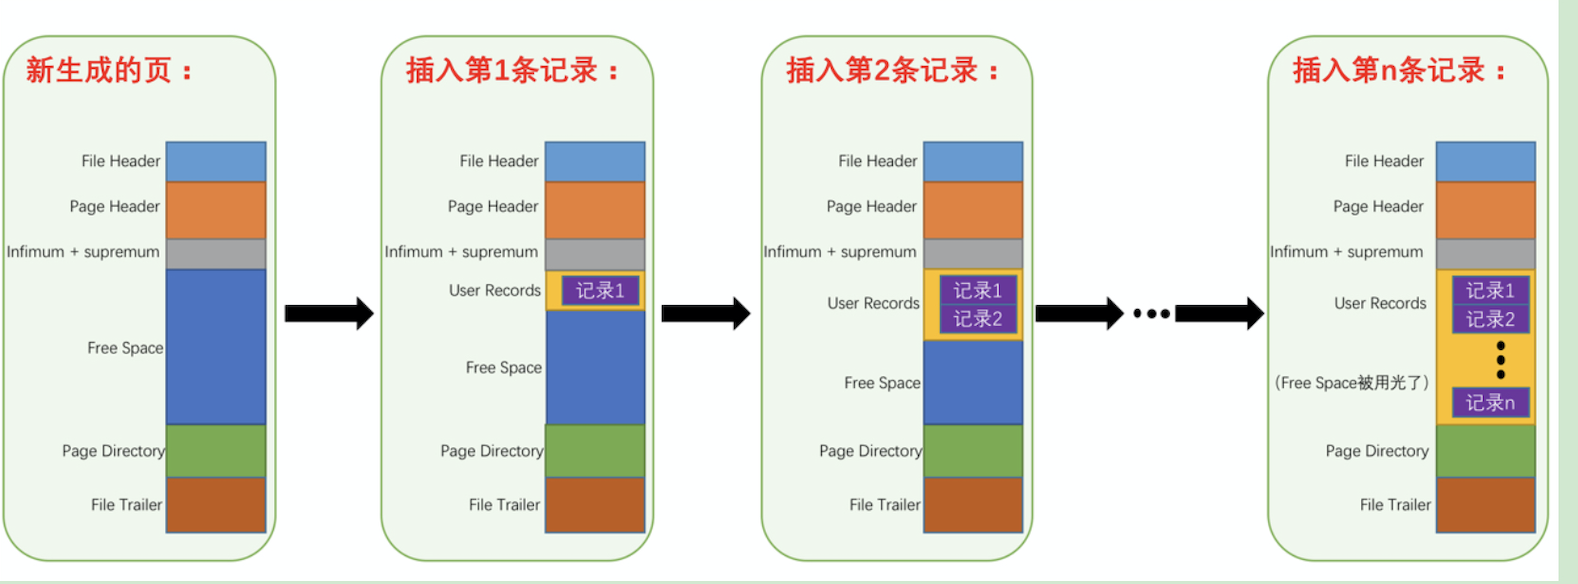 新生成的页：
File Header
Page Header
Infimum + supremum
Free Space
Page Directory
File Trailer
插入第1条记录：
File Header
Page Header
Infimum + supremum
User Records
记录1
Free Space
Page Directory
File Trailer
插入第2条记录：
File Header
Page Header
Infimum + supremum
User Records
记录1
记录2
Free Space
Page Directory
File Trailer
插入第n条记录：
File Header
Page Header
Infimum + supremum
User Records
记录1
记录2
(Free Space被用光了)
记录n
Page Directory
File Trailer